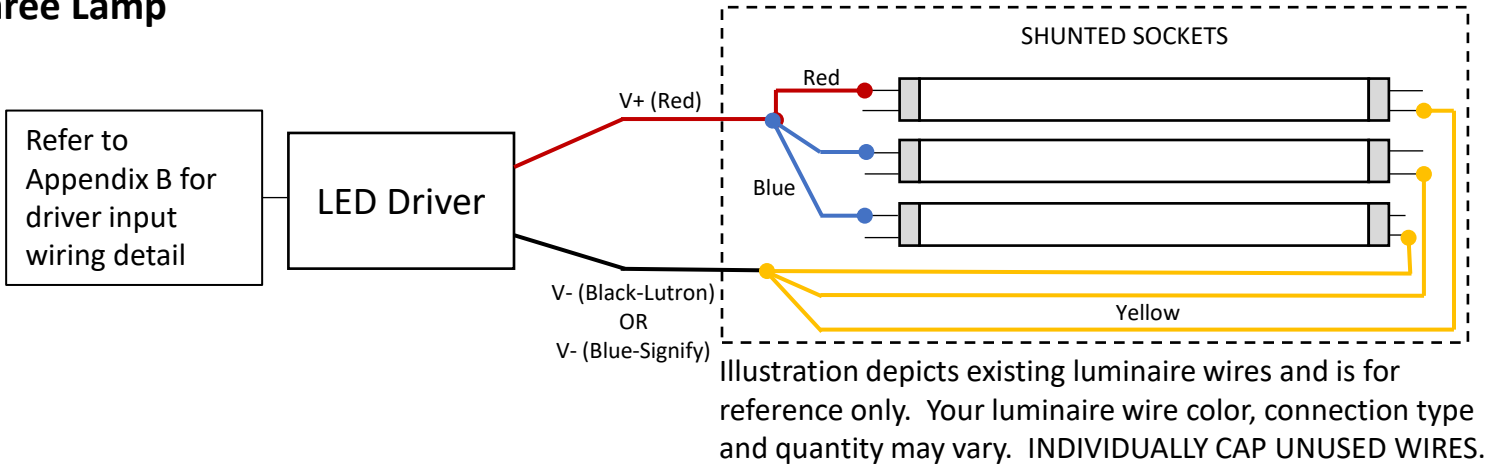 ree Lamp
SHUNTED SOCKETS
Red
V+ (Red)
Refer to
Appendix B for
driver input
wiring detail
LED Driver
Blue
V- (Black-Lutron)
OR
V- (Blue-Signify)
Yellow
Illustration depicts existing luminaire wires and is for
reference only.  Your luminaire wire color, connection type
and quantity may vary.  INDIVIDUALLY CAP UNUSED WIRES.